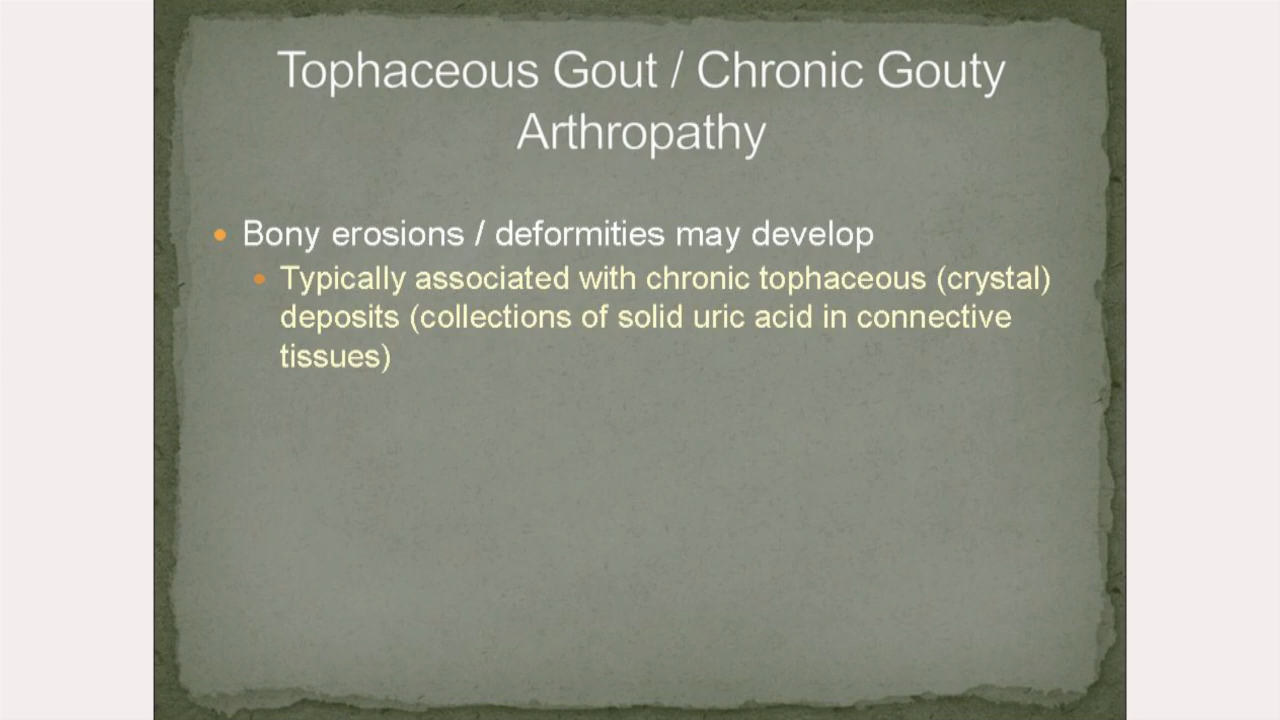 Tophaceous Gout / Chronic Gouty
Arthropathy
• Bony erosions / deformities may develop
• Typically associated with chronic tophaceous (crystal)
deposits (collections of solid uric acid in connective
tissues)